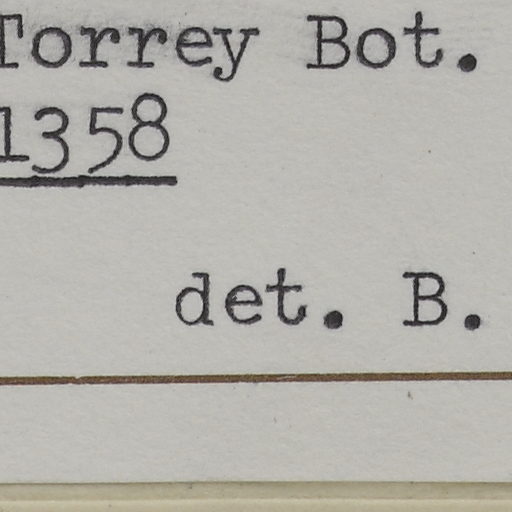 Torrey Bot.
1358
det. B.